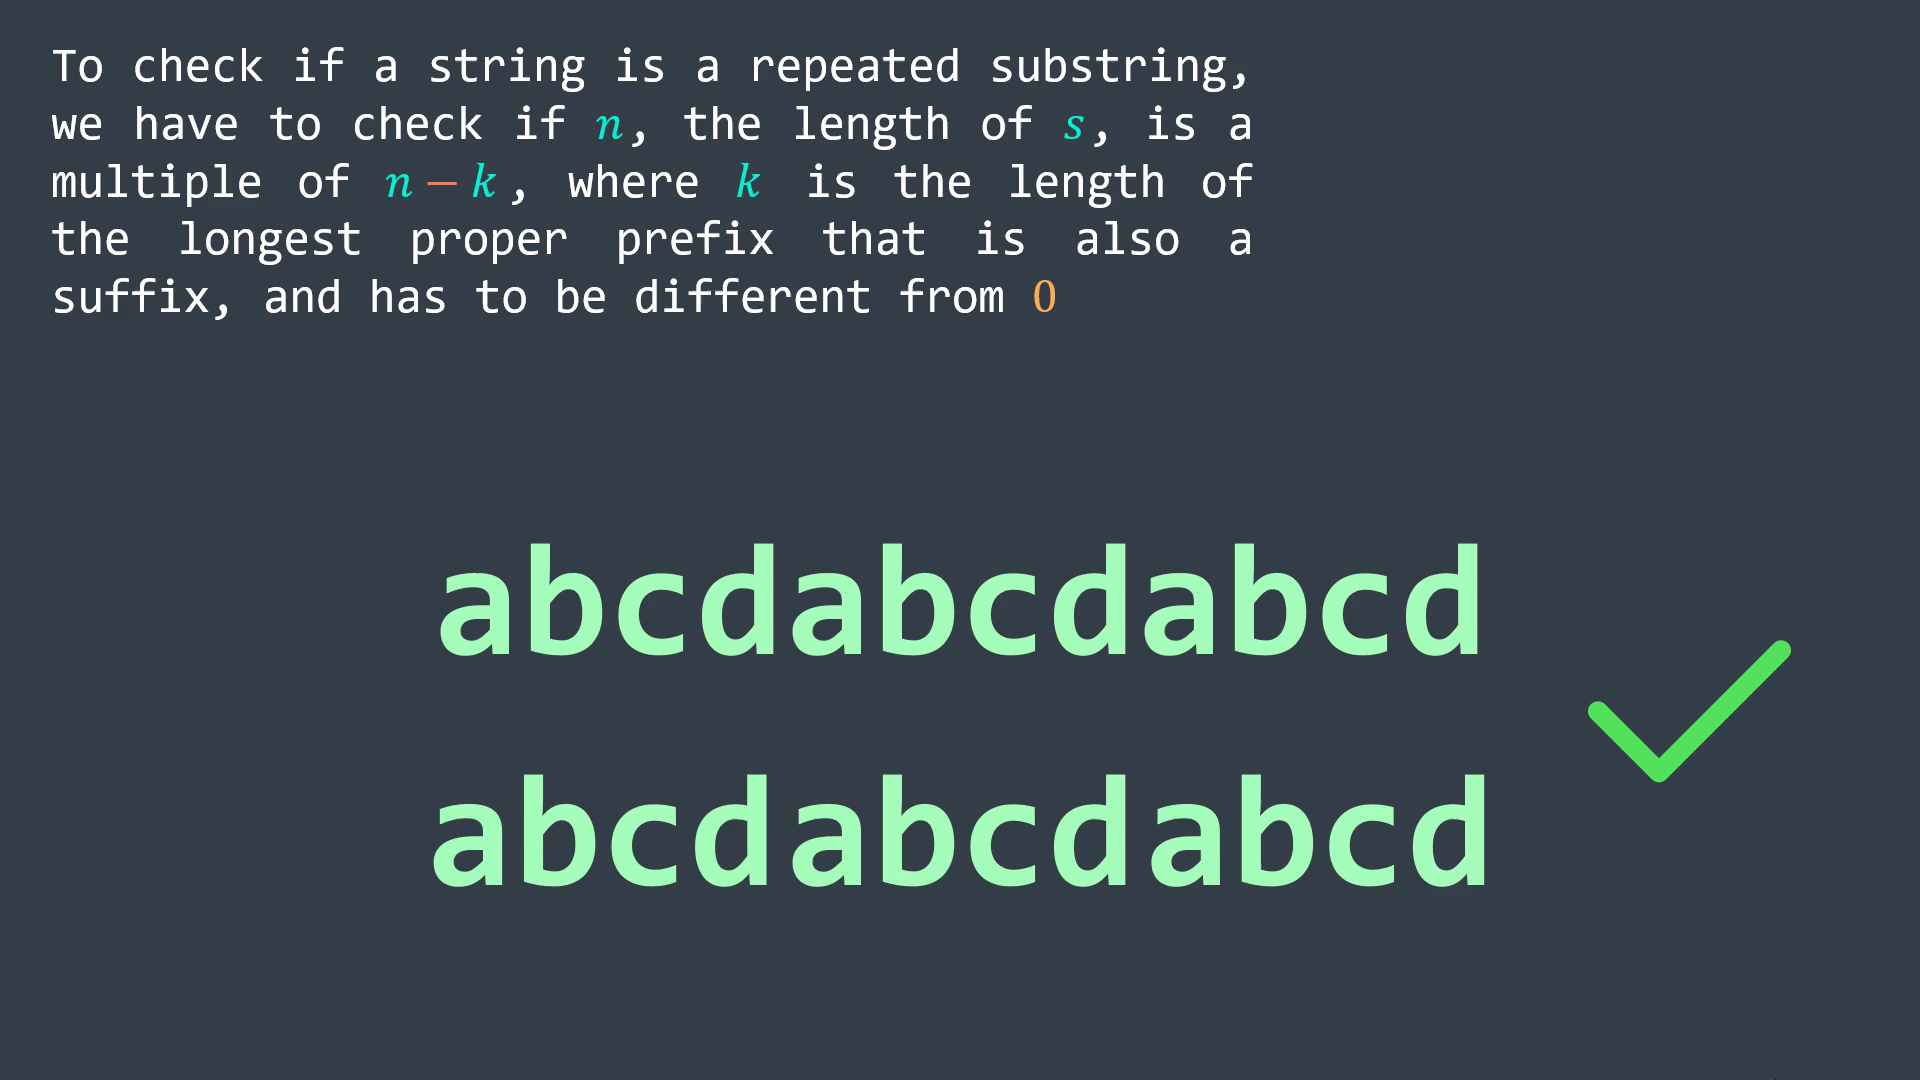 To check if a string is a repeated substring,
we have to check if n, the length of s, is a
multiple of n − k, where k is the length of
the longest proper prefix that is also a
suffix, and has to be different from 0
abcdabcdabcd
abcdabcdabcd